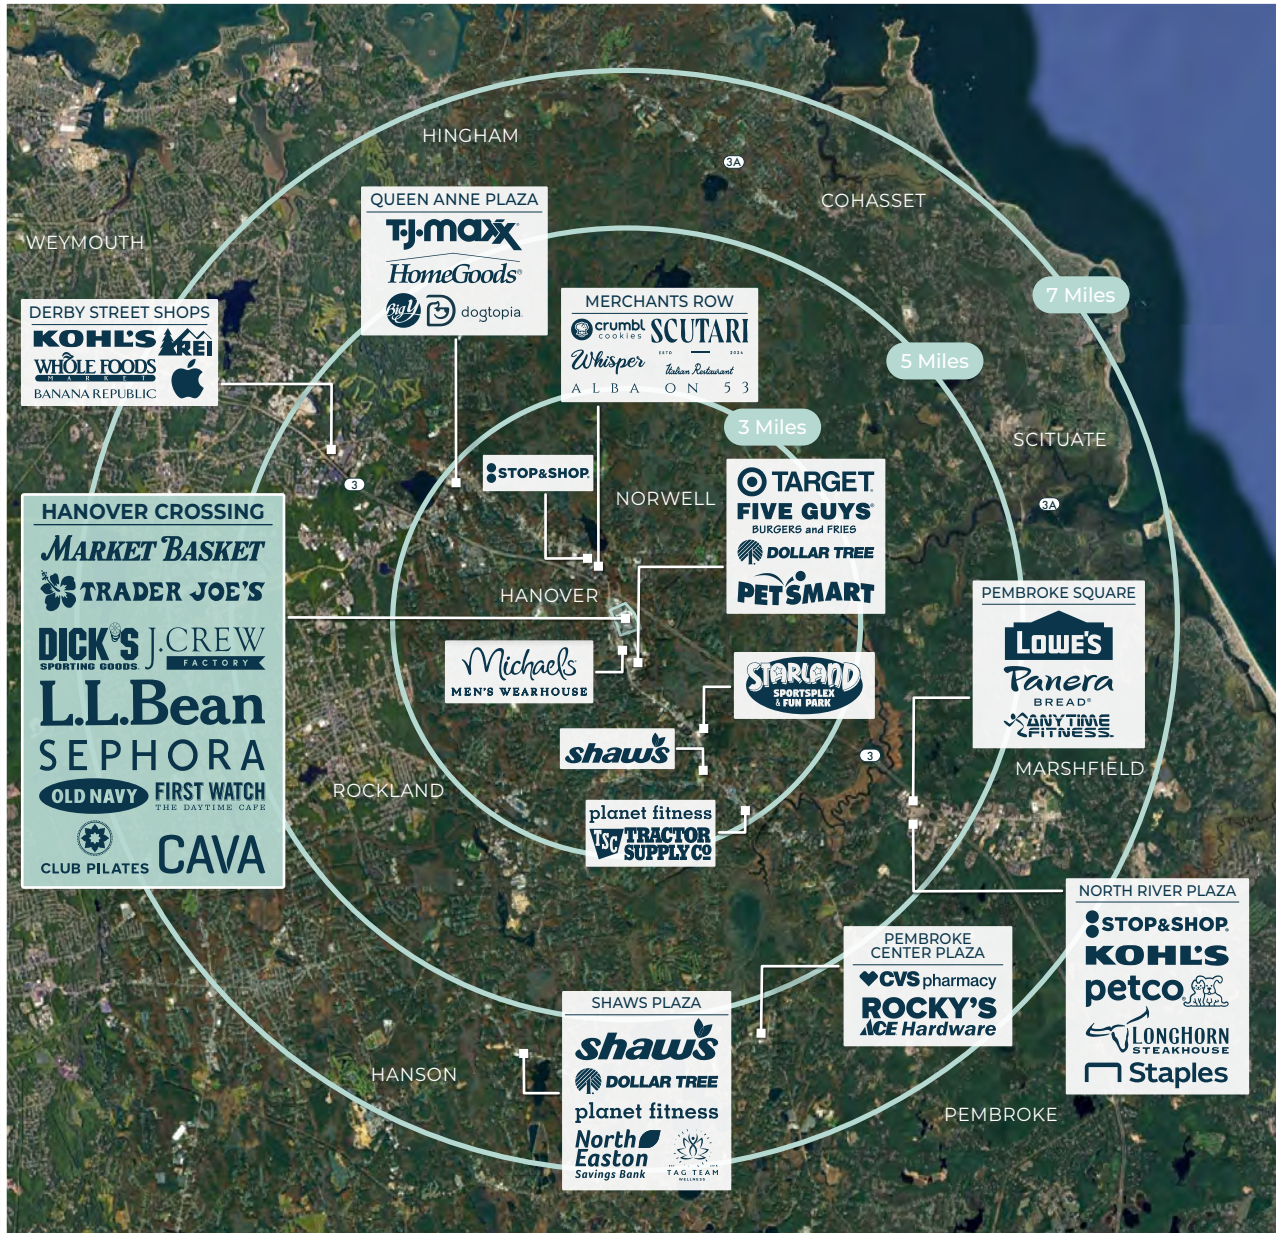 HINGHAM
3A
COHASSET
WEYMOUTH
QUEEN ANNE PLAZA
T·J·maxx
HomeGoods®
Big Y
dogtopia
7 Miles
DERBY STREET SHOPS
KOHL'S
REI
WHOLE FOODS
MARKET
BANANA REPUBLIC
MERCHANTS ROW
crumbl
cookies
SCUTARI
ESTD 2024
Italian Restaurant
Whisper
ALBA ON 53
5 Miles
3 Miles
SCITUATE
3A
3
STOP&SHOP
NORWELL
TARGET
FIVE GUYS®
BURGERS and FRIES
DOLLAR TREE
PETSMART
HANOVER CROSSING
MARKET BASKET
TRADER JOE'S
DICK'S
SPORTING GOODS
J.CREW
FACTORY
L.L.Bean
SEPHORA
OLD NAVY
FIRST WATCH
THE DAYTIME CAFE
CLUB PILATES
CAVA
HANOVER
PEMBROKE SQUARE
LOWE'S
Panera
BREAD®
ANYTIME
FITNESS
Michaels
MEN'S WEARHOUSE
STARLAND
SPORTSPLEX
& FUN PARK
shaw's
3
MARSHFIELD
ROCKLAND
planet fitness
TSC TRACTOR
SUPPLY CO
NORTH RIVER PLAZA
STOP&SHOP
KOHL'S
petco
LONGHORN
STEAKHOUSE
Staples
PEMBROKE
CENTER PLAZA
CVS pharmacy
ROCKY'S
ACE Hardware
SHAWS PLAZA
shaw's
DOLLAR TREE
planet fitness
North
Easton
Savings Bank
TAG TEAM
WELLNESS
HANSON
PEMBROKE